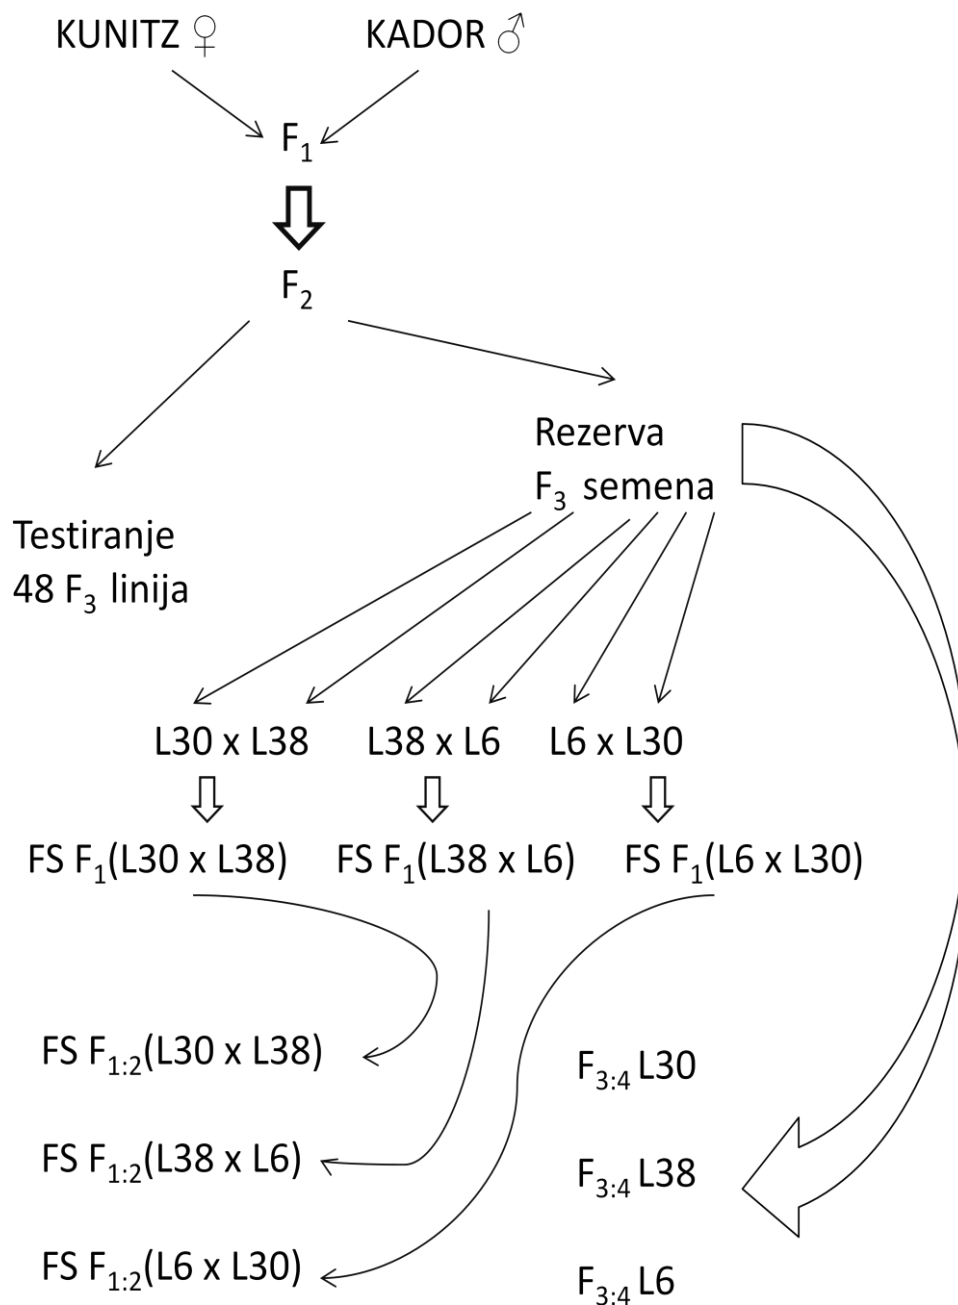 KUNITZ ♀ KADOR ♂
F₁
F₂
Rezerva
F₃ semena
Testiranje
48 F₃ linija
L30 x L38 L38 x L6 L6 x L30
FS F₁(L30 x L38) FS F₁(L38 x L6) FS F₁(L6 x L30)
FS F₁:₂(L30 x L38)
F₃:₄ L30
FS F₁:₂(L38 x L6)
F₃:₄ L38
FS F₁:₂(L6 x L30)
F₃:₄ L6